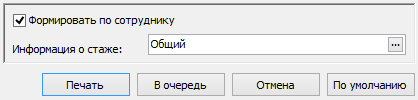 Формировать по сотруднику
Информация о стаже: Общий ...
Печать В очередь Отмена По умолчанию